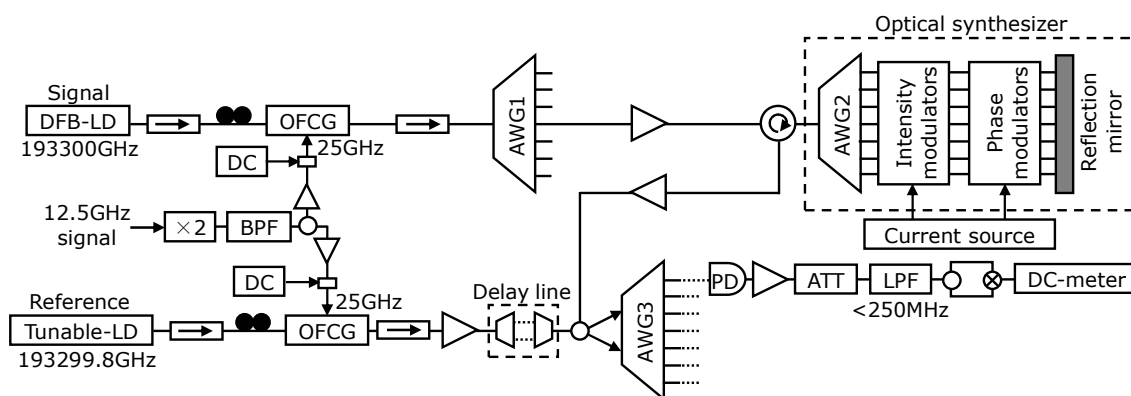 Optical synthesizer
Signal
DFB-LD
193300GHz
OFCG
25GHz
DC
AWG1
AWG2
Intensity
modulators
Phase
modulators
Reflection
mirror
12.5GHz
signal
×2
BPF
Current source
DC
25GHz
Reference
Tunable-LD
193299.8GHz
OFCG
Delay line
AWG3
PD
ATT
LPF
<250MHz
DC-meter